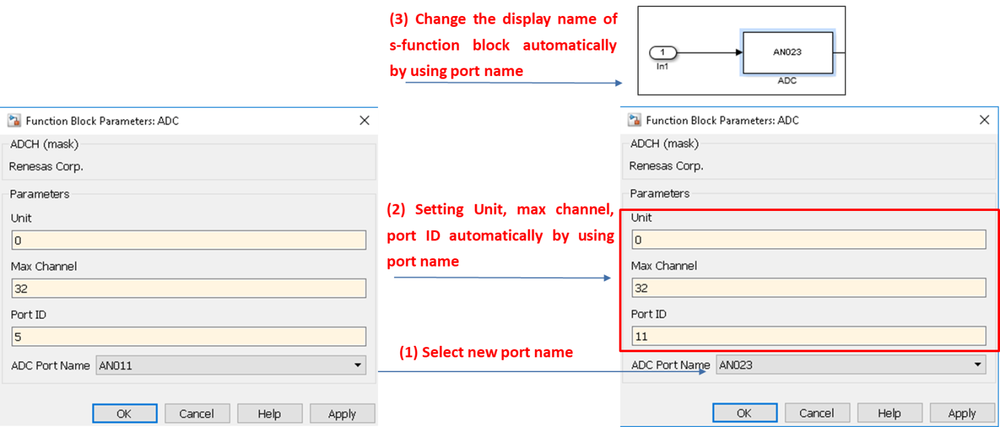 (3) Change the display name of
s-function block automatically
by using port name
1
In1
AN023
ADC
Function Block Parameters: ADC
ADCH (mask)
Renesas Corp.
Parameters
Unit
0
Max Channel
32
Port ID
5
ADC Port Name AN011
OK Cancel Help Apply
(2) Setting Unit, max channel,
port ID automatically by using
port name
(1) Select new port name
Function Block Parameters: ADC
ADCH (mask)
Renesas Corp.
Parameters
Unit
0
Max Channel
32
Port ID
11
ADC Port Name AN023
OK Cancel Help Apply